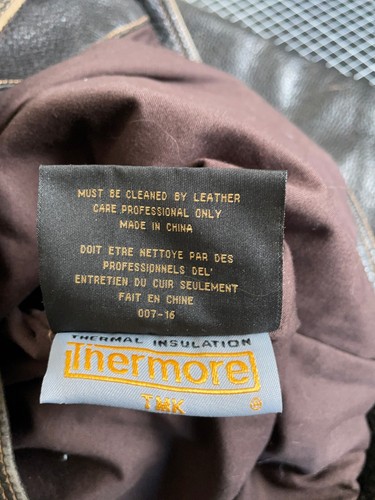 MUST BE CLEANED BY LEATHER
CARE PROFESSIONAL ONLY
MADE IN CHINA
DOIT ETRE NETTOYE PAR DES
PROFESSIONNELS DEL'
ENTRETIEN DU CUIR SEULEMENT
FAIT EN CHINE
007-16
THERMAL INSULATION
Thermore
TMK
®